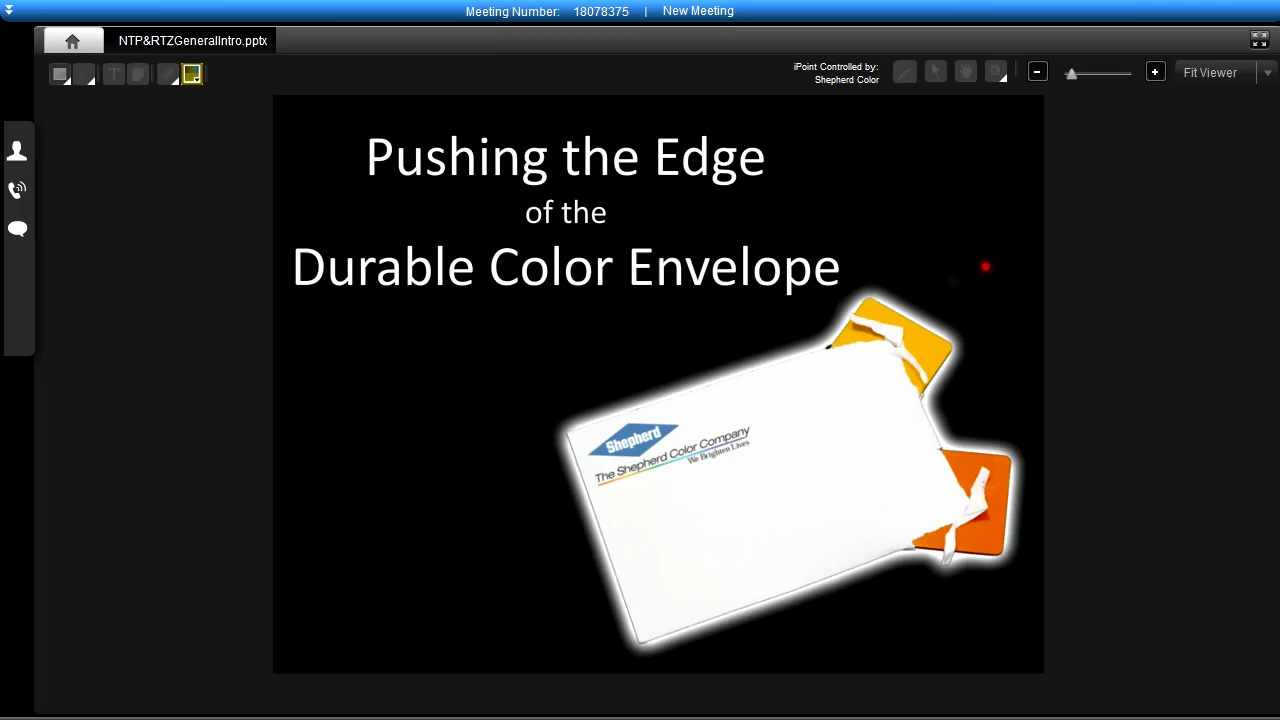 Meeting Number: 18078375 | New Meeting
NTP&RTZGeneralIntro.pptx
iPoint Controlled by:
Shepherd Color
Fit Viewer
T
Pushing the Edge
of the
Durable Color Envelope
Shepherd
The Shepherd Color Company
We Brighten Lives